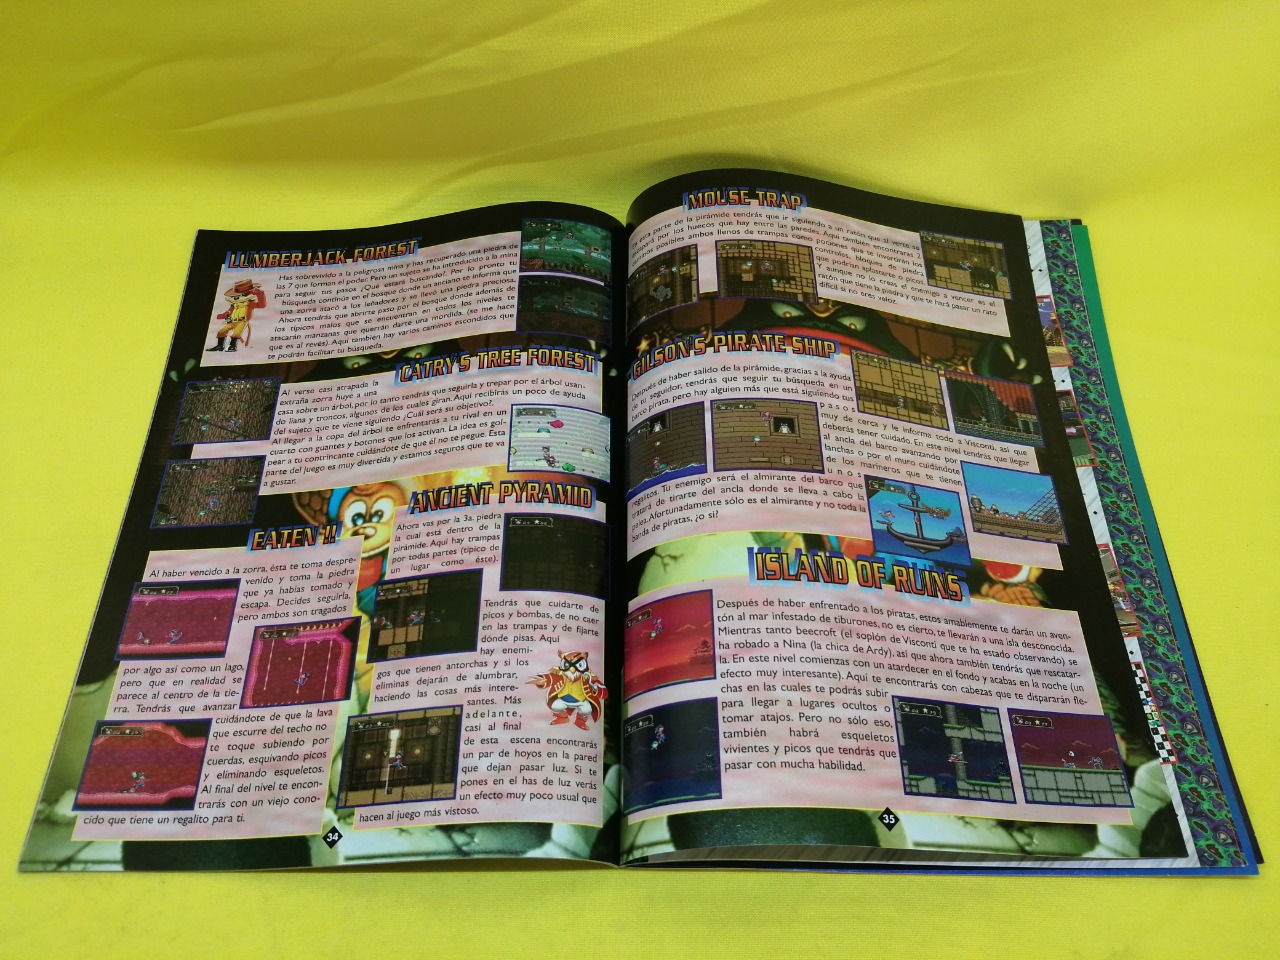 LUMBERJACK FOREST
Has sobrevivido a la peligrosa mina y has recuperado una piedra de
las 7 que forman el poder. Pero un sujeto se ha introducido a la mina
para seguir tus pasos ¿Qué estará buscando?. Por lo pronto tu
búsqueda continúa en el bosque donde un anciano te informa que
una zorra atacó a los leñadores y se llevó una piedra preciosa.
Ahora tendrás que abrirte paso por el bosque donde además de
los típicos malos que se encuentran en todos los niveles te
atacarán manzanas que querrán darte una mordida. (se me hace
que es al revés). Aquí también hay varios caminos escondidos que
te podrán facilitar tu búsqueda.
CATRY'S TREE FOREST
Al verse casi atrapada la
extraña zorra huye a una
casa sobre un árbol, por lo tanto tendrás que seguirla y trepar por el árbol usan-
do liana y troncos, algunos de los cuales giran. Aquí recibirás un poco de ayuda
del sujeto que te viene siguiendo ¿Cuál será su objetivo?.
Al llegar a la copa del árbol te enfrentarás a tu rival en un
cuarto con guantes y botones que los activan. La idea es gol-
pear a tu contrincante cuidándote de que él no te pegue. Esta
parte del juego es muy divertida y estamos seguros que te va
a gustar.
EATEN !!
Al haber vencido a la zorra, ésta te toma despre-
venido y toma la piedra
que ya habías tomado y
escapa. Decides seguirla,
pero ambos son tragados
por algo así como un lago,
pero que en realidad se
parece al centro de la tie-
rra. Tendrás que avanzar
cuidándote de que la lava
que escurre del techo no
te toque subiendo por
cuerdas, esquivando picos
y eliminando esqueletos.
Al final del nivel te encon-
trarás con un viejo cono-
cido que tiene un regalito para ti.
ANCIENT PYRAMID
Ahora vas por la 3a. piedra
la cual está dentro de la
pirámide. Aquí hay trampas
por todas partes (típico de
un lugar como éste).
Tendrás que cuidarte de
picos y bombas, de no caer
en las trampas y de fijarte
dónde pisas. Aquí
hay enemi-
gos que tienen antorchas y si los
eliminas dejarán de alumbrar,
haciendo las cosas más intere-
santes. Más
adelante,
casi al final
de esta escena encontrarás
un par de hoyos en la pared
que dejan pasar luz. Si te
pones en el has de luz verás
un efecto muy poco usual que
hacen al juego más vistoso.
34
MOUSE TRAP
esta parte de la pirámide tendrás que ir siguiendo a un ratón que al verte se
escapará por los huecos que hay entre las paredes. Aquí también encontrarás 2
posibles ambos llenos de trampas como pociones que te invertirán los
controles, bloques de piedra
que podrían aplastarte o picos
Y aunque no lo creas el enemigo a vencer es el
ratón que tiene la piedra y que te hará pasar un rato
difícil si no eres veloz.
GILSON'S PIRATE SHIP
Después de haber salido de la pirámide, gracias a la ayuda
de tu seguidor, tendrás que seguir tu búsqueda en un
barco pirata, pero hay alguien más que está siguiendo tus
pasos
muy de cerca y le informa todo a Visconti, así que
deberás tener cuidado. En este nivel tendrás que llegar
al ancla del barco avanzando por
lanchas o por el muro cuidándote
de los marineros que te tienen
unos
regalitos. Tu enemigo será el almirante del barco que
tratará de tirarte del ancla donde se lleva a cabo la
pelea. Afortunadamente sólo es el almirante y no toda la
banda de piratas, ¿o si?
ISLAND OF RUINS
Después de haber enfrentado a los piratas, estos amablemente te darán un aven-
tón al mar infestado de tiburones, no es cierto, te llevarán a una isla desconocida.
Mientras tanto beecroft (el soplón de Visconti que te ha estado observando) se
ha robado a Nina (la chica de Ardy), así que ahora también tendrás que rescatar-
la. En este nivel comienzas con un atardecer en el fondo y acabas en la noche (un
efecto muy interesante). Aquí te encontrarás con cabezas que te dispararán fle-
chas en las cuales te podrás subir
para llegar a lugares ocultos o
tomar atajos. Pero no sólo eso,
también habrá esqueletos
vivientes y picos que tendrás que
pasar con mucha habilidad.
35